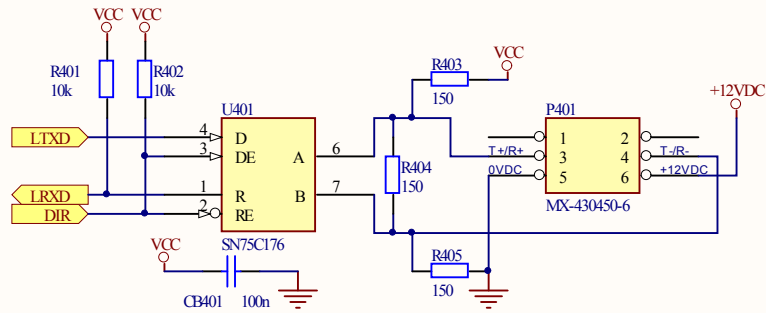 VCC VCC
R401 R402
10k 10k
R403
150
VCC
+12VDC
U401
P401
LTXD
4 D
3 DE
A 6
LRXD
1 R
B 7
DIR
2 RE
SN75C176
R404
150
T+/R+
0VDC
1 2
3 4
5 6
T-/R-
+12VDC
MX-430450-6
VCC
CB401 100n
R405
150